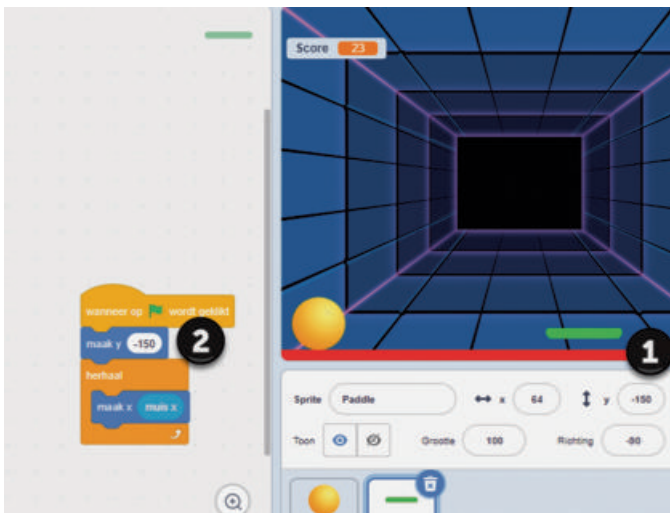 Score 23
wanneer op wordt geklikt
maak y -150
2
herhaal
maak x muis x
1
Sprite Paddle x 64 y -150
Toon Grootte 100 Richting -90